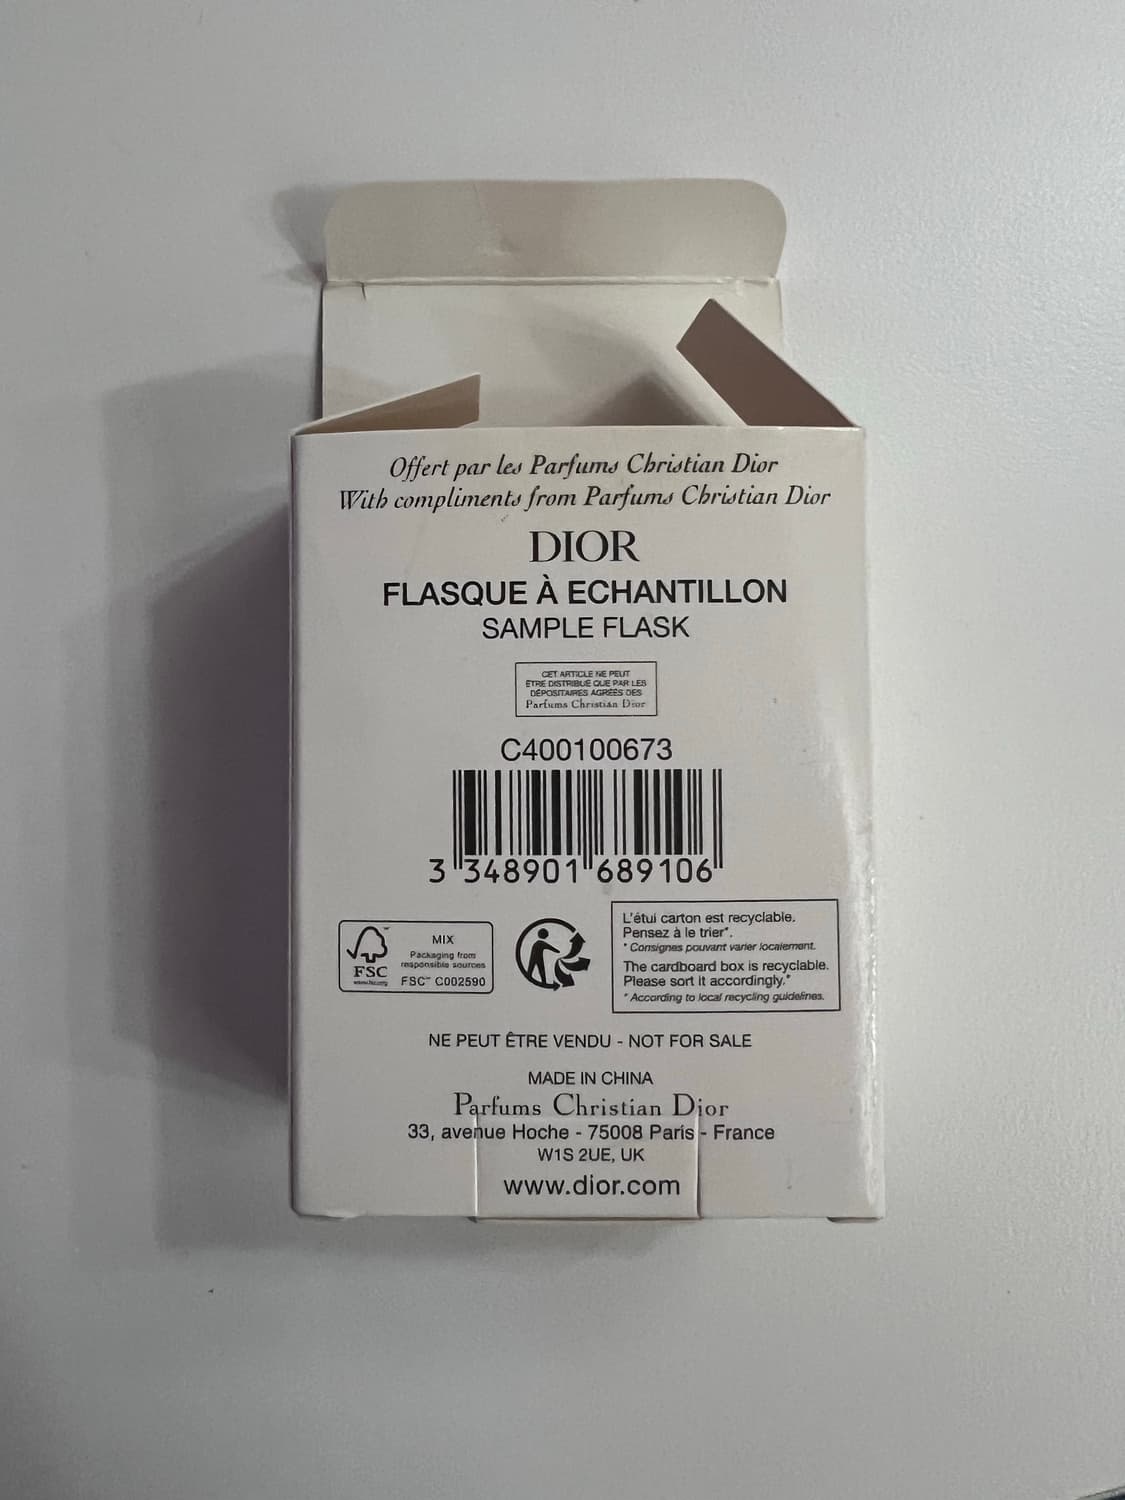 Offert par les Parfums Christian Dior
With compliments from Parfums Christian Dior
DIOR
FLASQUE À ECHANTILLON
SAMPLE FLASK
CET ARTICLE NE PEUT
ÊTRE DISTRIBUÉ QUE PAR LES
DÉPOSITAIRES AGRÉÉS DES
Parfums Christian Dior
C400100673
3 348901 689106
FSC
www.fsc.org
MIX
Packaging from
responsible sources
FSC™ C002590
L'étui carton est recyclable.
Pensez à le trier*.
* Consignes pouvant varier localement.
The cardboard box is recyclable.
Please sort it accordingly.*
* According to local recycling guidelines.
NE PEUT ÊTRE VENDU - NOT FOR SALE
MADE IN CHINA
Parfums Christian Dior
33, avenue Hoche - 75008 Paris - France
W1S 2UE, UK
www.dior.com